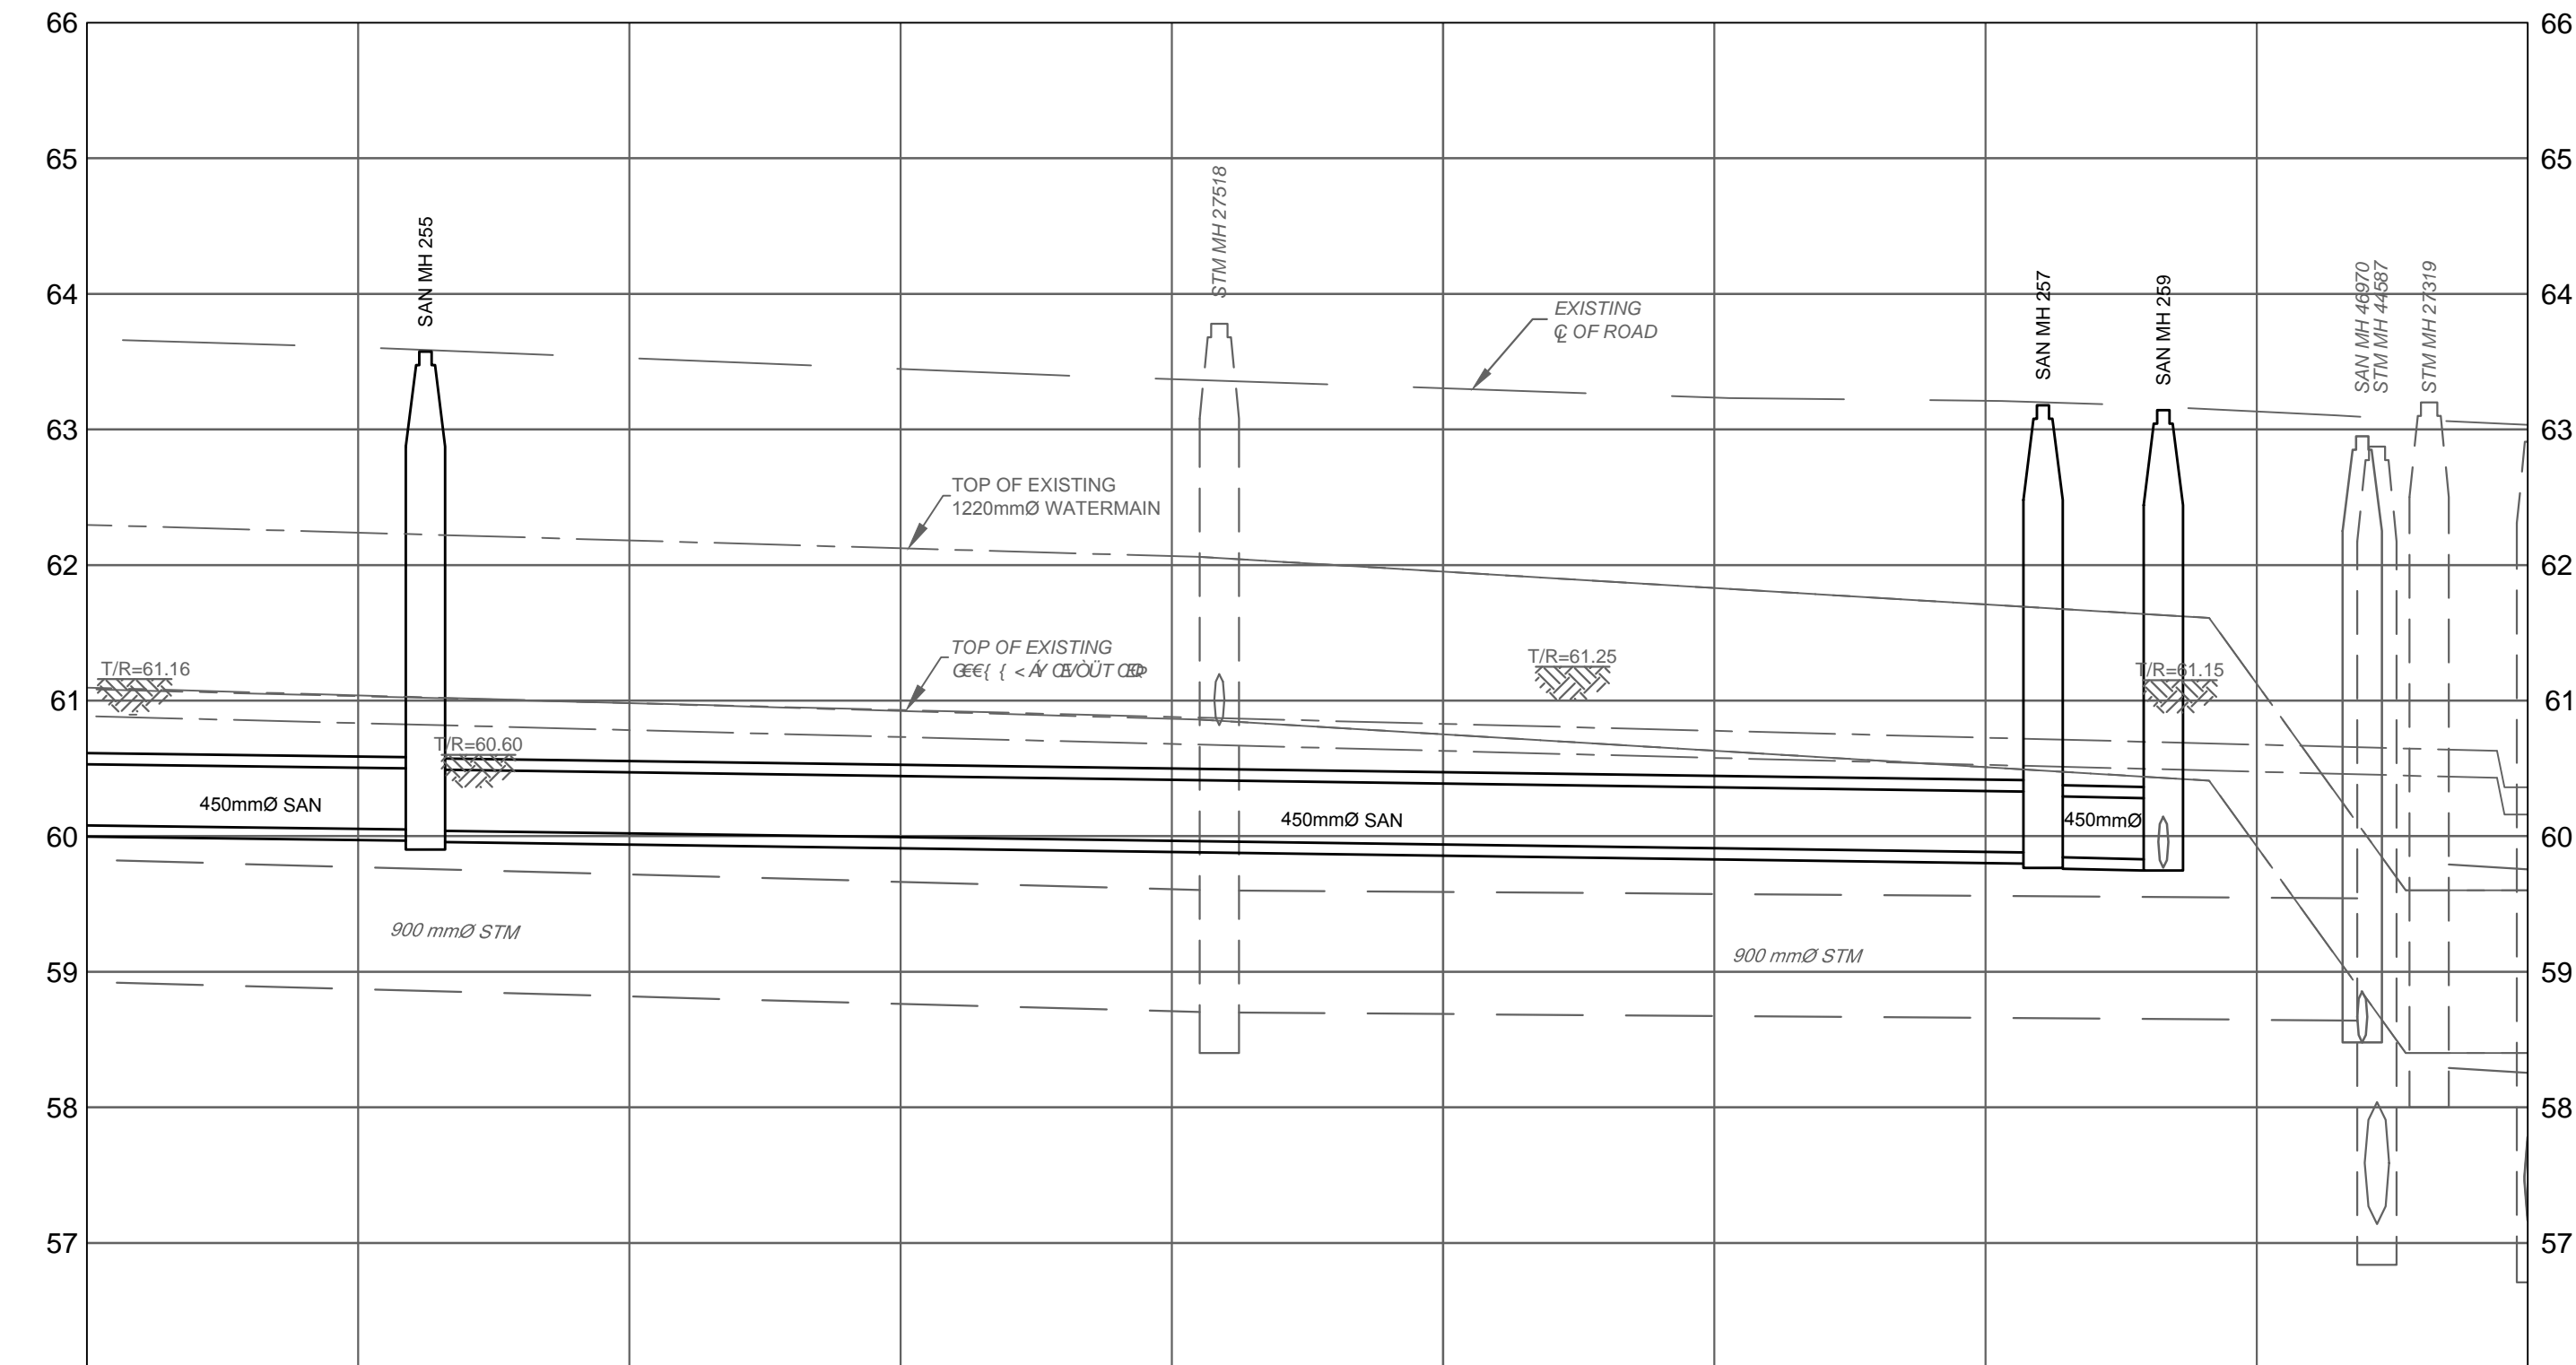 66
66
65
65
STM MH 27518
SAN MH 255
64
64
SAN MH 46970
STM MH 44587
STM MH 27319
SAN MH 257
SAN MH 259
EXISTING
℄ OF ROAD
63
63
TOP OF EXISTING
1220mmØ WATERMAIN
62
62
TOP OF EXISTING
T/R=61.16
T/R=61.25
T/R=61.15
61
61
T/R=60.60
450mmØ SAN
450mmØ SAN
450mmØ
60
60
900 mmØ STM
900 mmØ STM
59
59
58
58
57
57